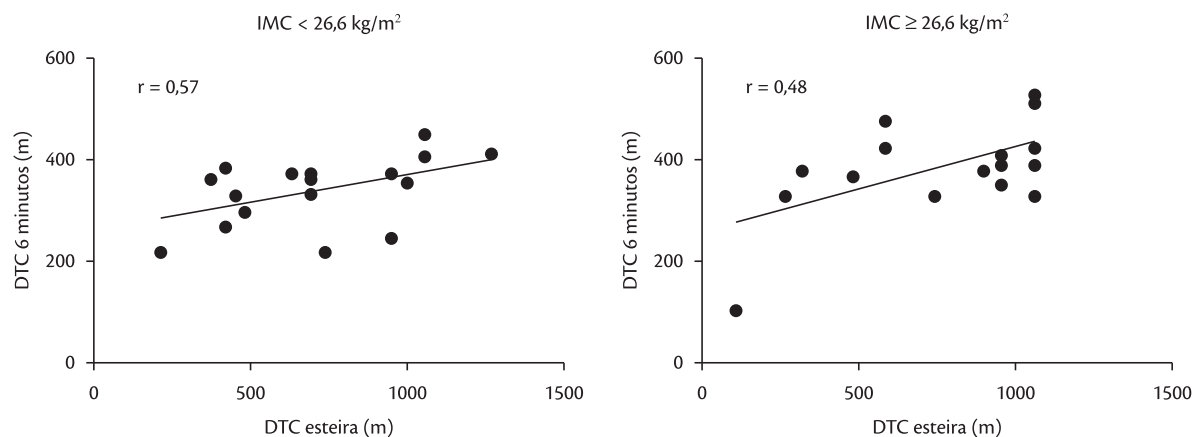 IMC < 26,6 kg/m²
r = 0,57
DTC 6 minutos (m)
600
400
200
0
0 500 1000 1500
DTC esteira (m)
IMC ≥ 26,6 kg/m²
r = 0,48
DTC 6 minutos (m)
600
400
200
0
0 500 1000 1500
DTC esteira (m)